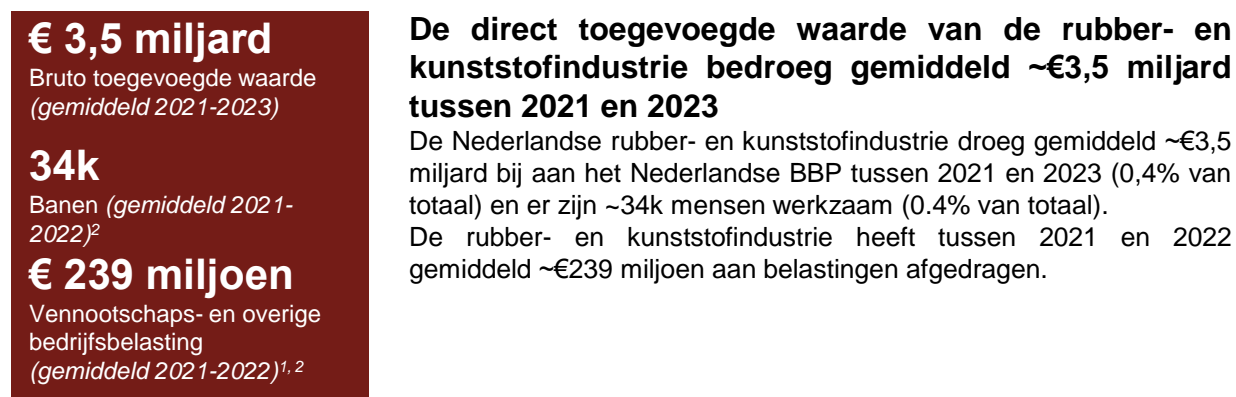 € 3,5 miljard
Bruto toegevoegde waarde
(gemiddeld 2021-2023)
34k
Banen (gemiddeld 2021-
2022)²
€ 239 miljoen
Vennootschaps- en overige
bedrijfsbelasting
(gemiddeld 2021-2022)¹˒ ²
De direct toegevoegde waarde van de rubber- en
kunststofindustrie bedroeg gemiddeld ~€3,5 miljard
tussen 2021 en 2023
De Nederlandse rubber- en kunststofindustrie droeg gemiddeld ~€3,5
miljard bij aan het Nederlandse BBP tussen 2021 en 2023 (0,4% van
totaal) en er zijn ~34k mensen werkzaam (0.4% van totaal).
De rubber- en kunststofindustrie heeft tussen 2021 en 2022
gemiddeld ~€239 miljoen aan belastingen afgedragen.